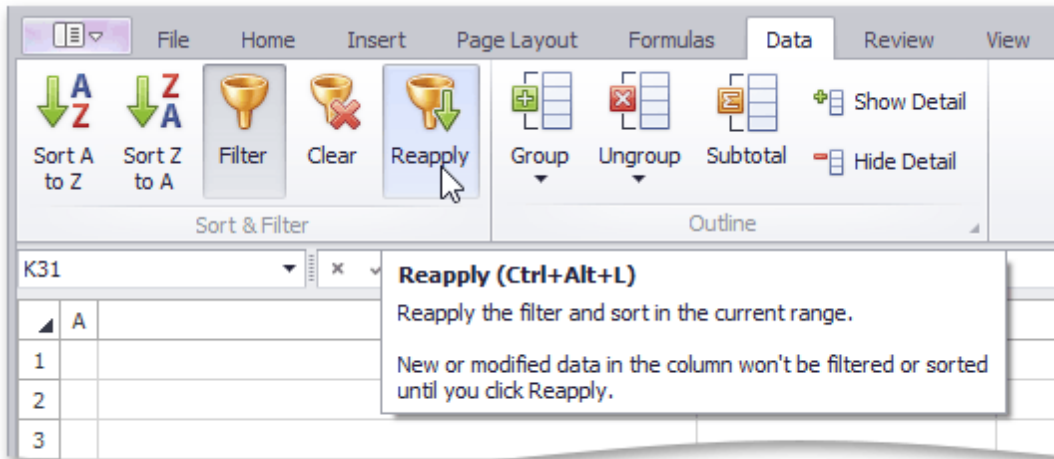 File Home Insert Page Layout Formulas Data Review View
A
Z
Z
A
Sort A
to Z
Sort Z
to A
Filter
Clear
Reapply
Group
Ungroup
Subtotal
Show Detail
Hide Detail
Sort & Filter
Outline
K31
Reapply (Ctrl+Alt+L)
Reapply the filter and sort in the current range.
New or modified data in the column won't be filtered or sorted
until you click Reapply.
A
1
2
3